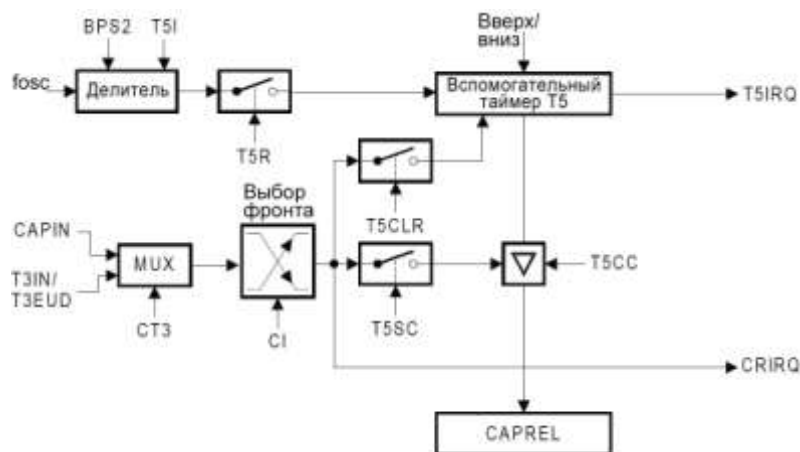 BPS2
T5I
Вверх/
вниз
fosc
Делитель
Вспомогательный
таймер T5
T5IRQ
T5R
Выбор
фронта
T5CLR
CAPIN
MUX
T3IN/
T3EUD
T5CC
CT3
CI
T5SC
CRIRQ
CAPREL